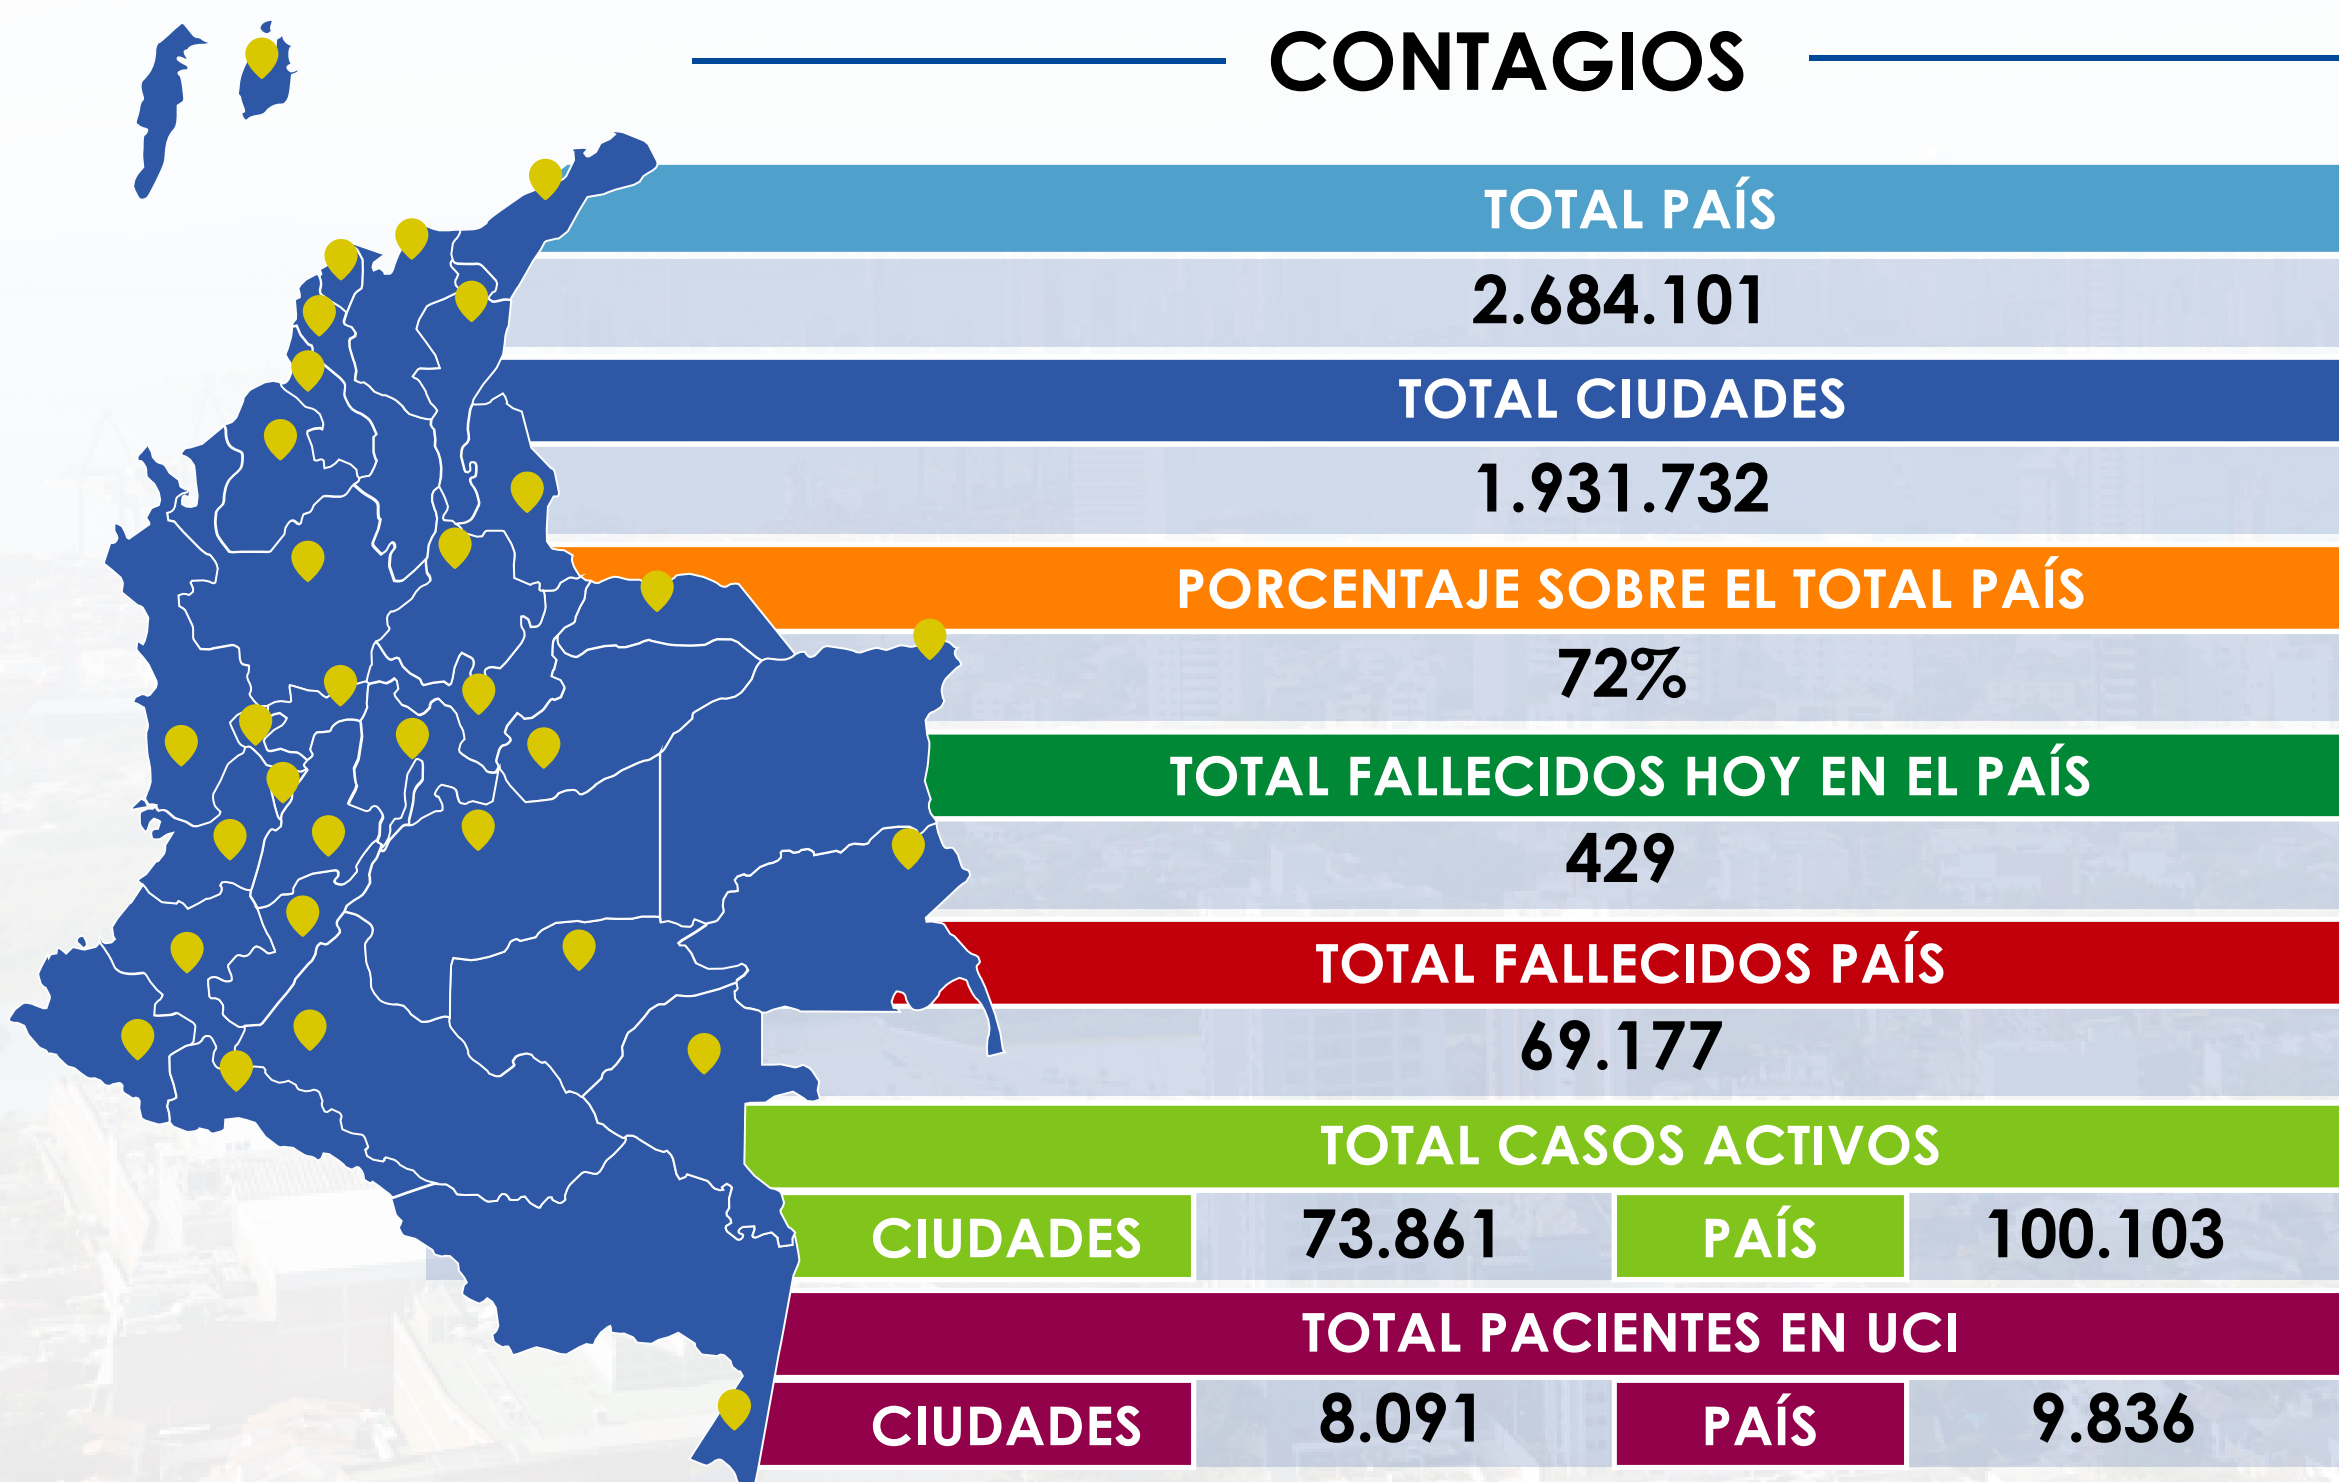 CONTAGIOS
TOTAL PAÍS
2.684.101
TOTAL CIUDADES
1.931.732
PORCENTAJE SOBRE EL TOTAL PAÍS
72%
TOTAL FALLECIDOS HOY EN EL PAÍS
429
TOTAL FALLECIDOS PAÍS
69.177
TOTAL CASOS ACTIVOS
CIUDADES 73.861 PAÍS 100.103
TOTAL PACIENTES EN UCI
CIUDADES 8.091 PAÍS 9.836